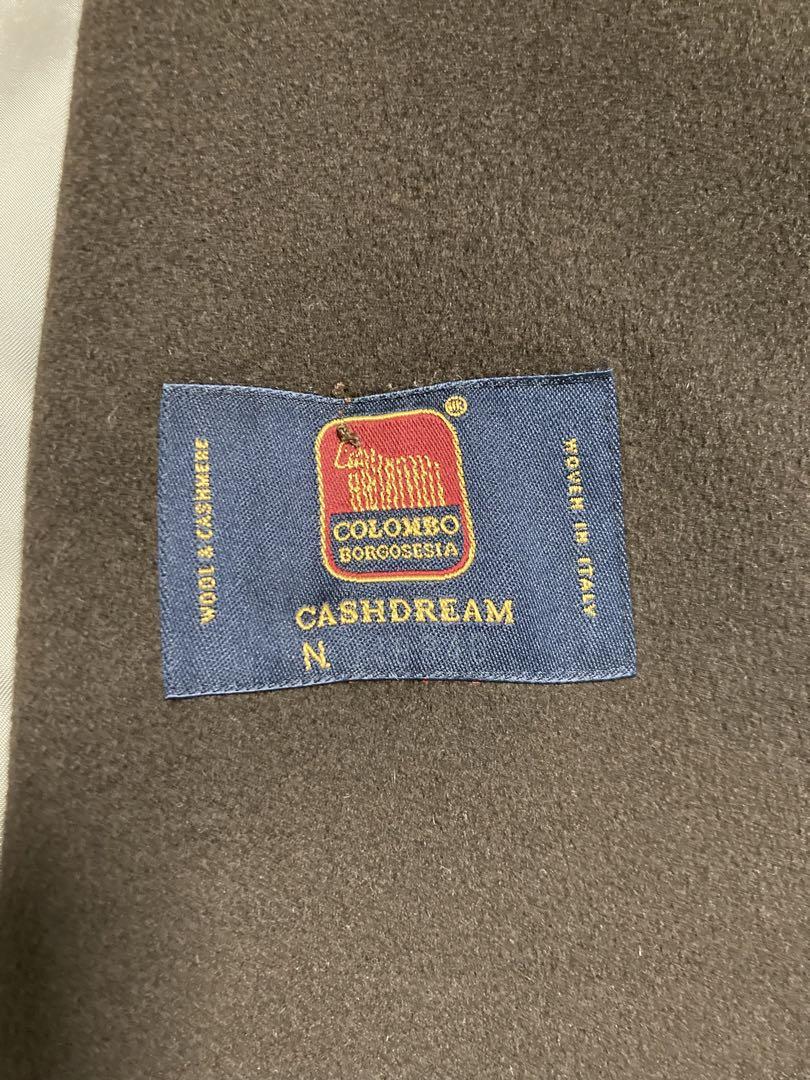 WOOL & CASHMERE
COLOMBO
BORGOSESIA
CASHDREAM
N.
WOVEN IN ITALY